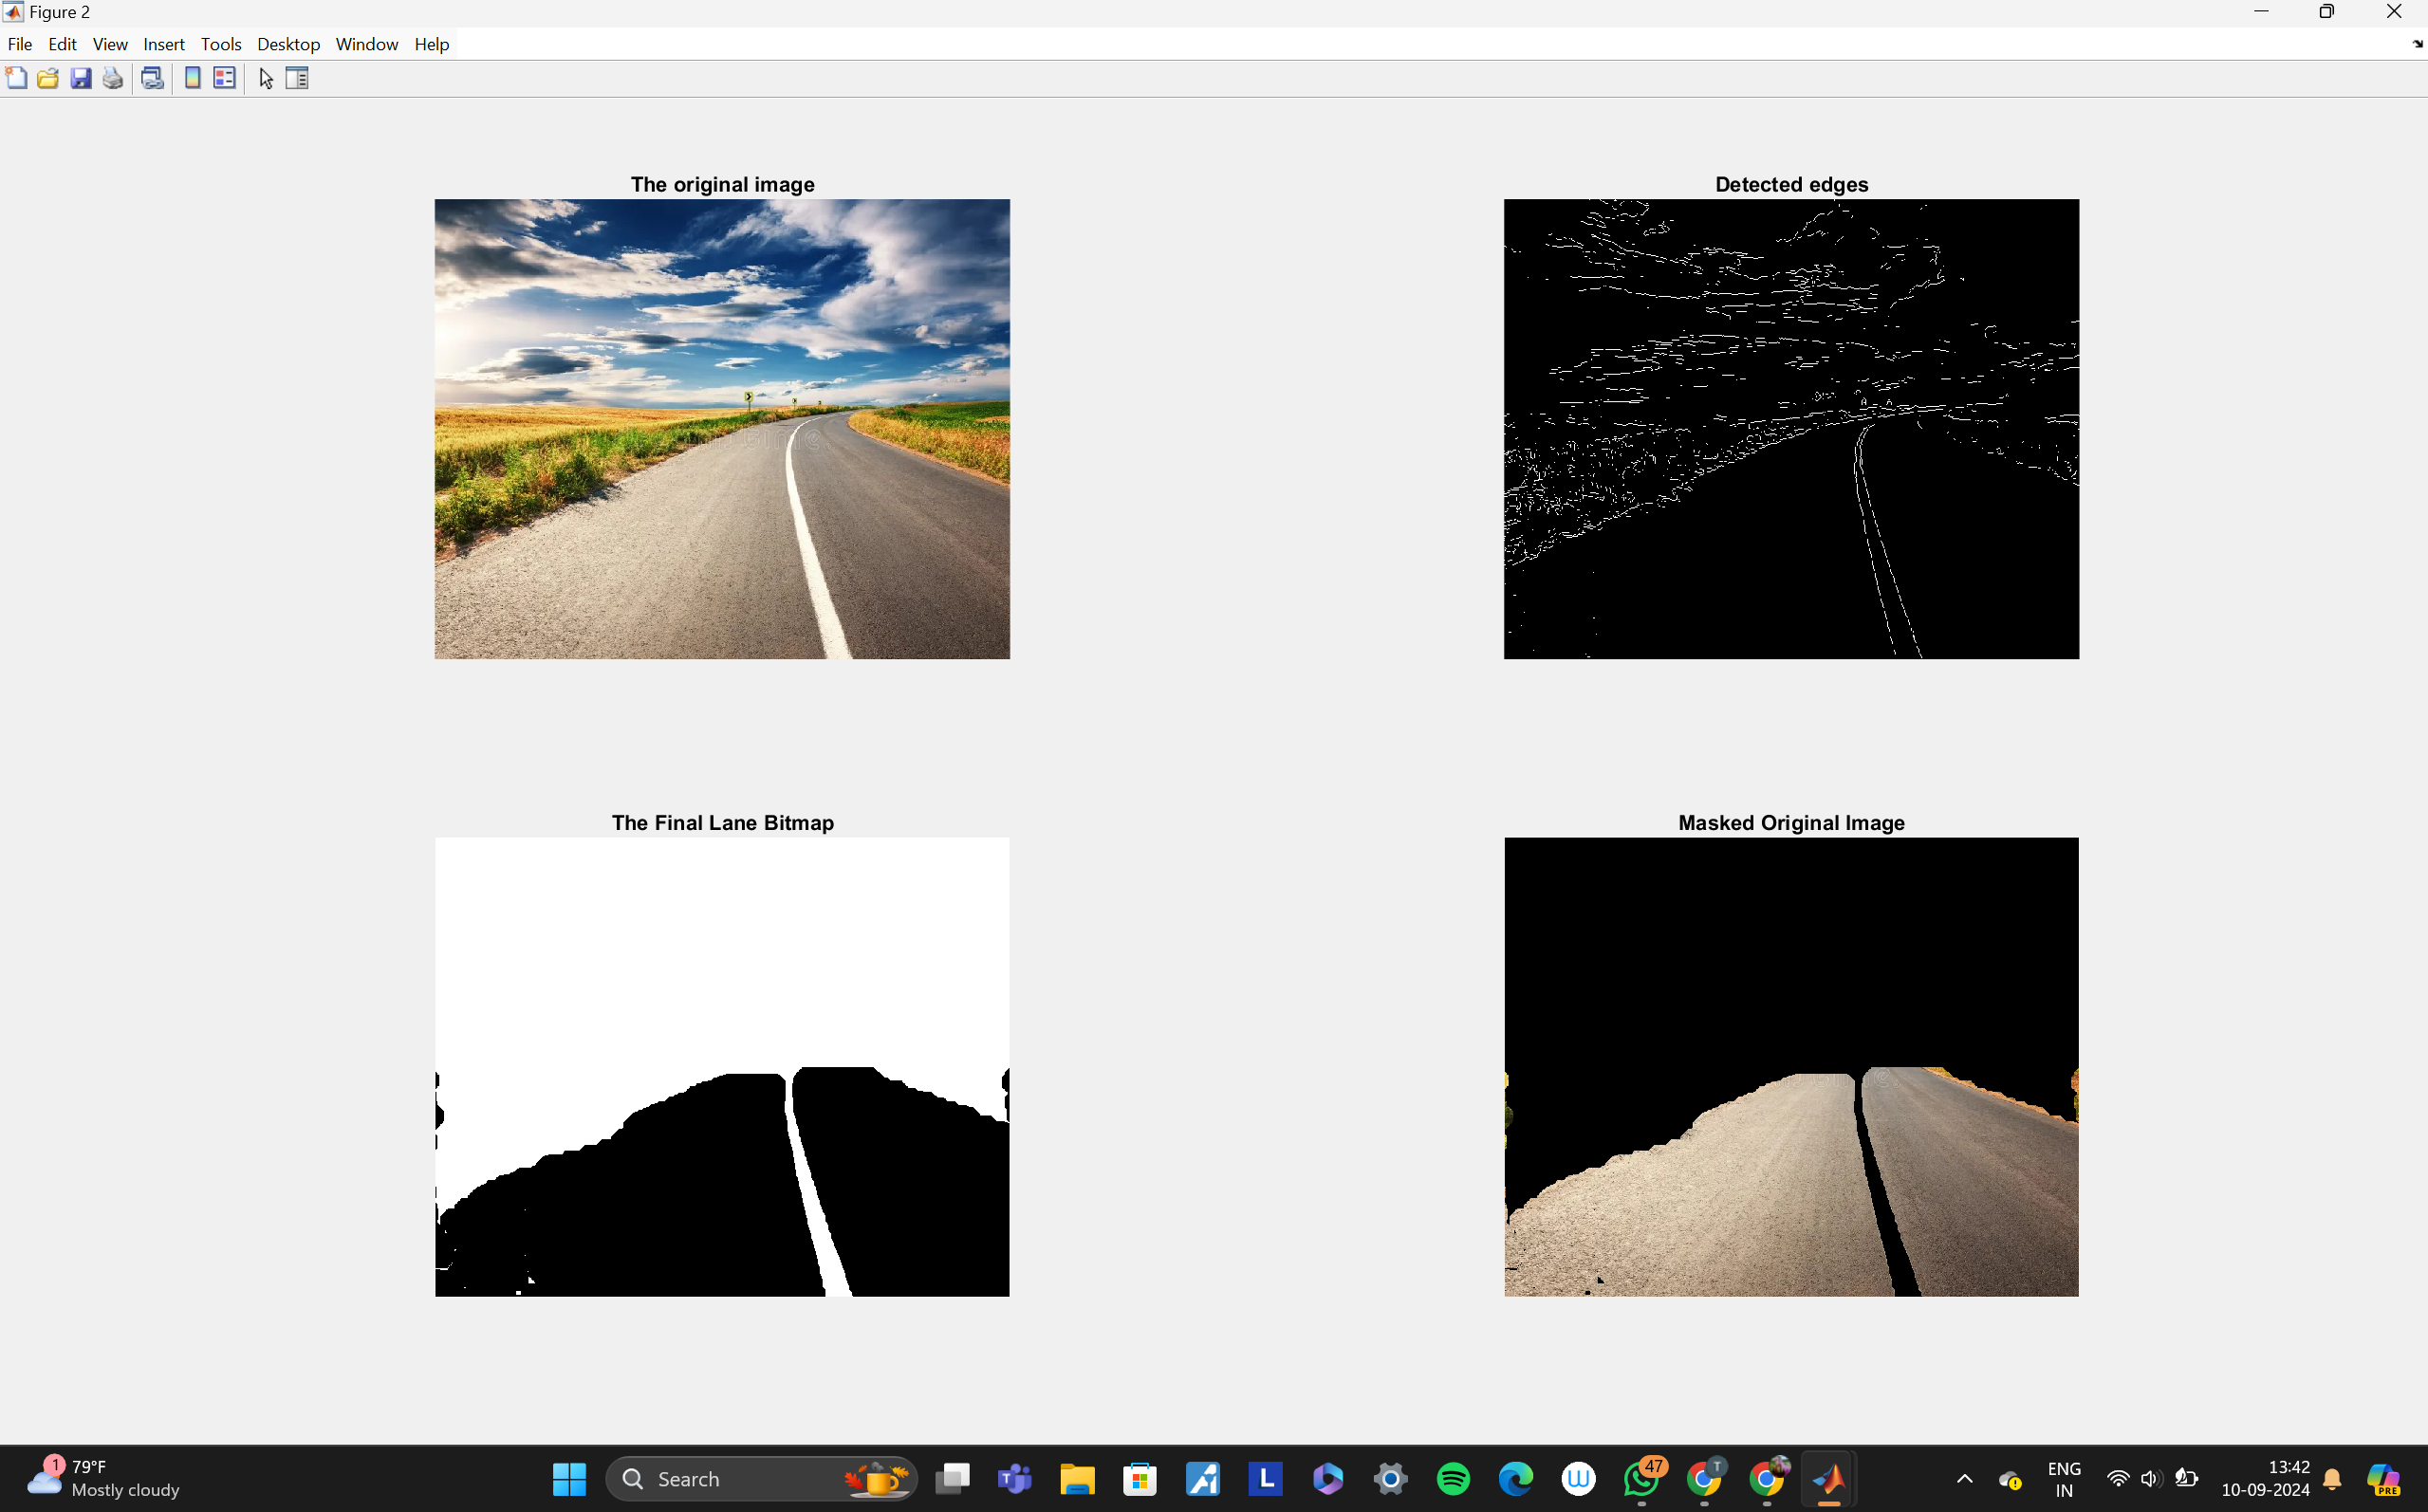 Figure 2
File Edit View Insert Tools Desktop Window Help
The original image
Detected edges
The Final Lane Bitmap
Masked Original Image
1
79°F
Mostly cloudy
Search
L
47
T
ENG
IN
13:42
10-09-2024
PRE